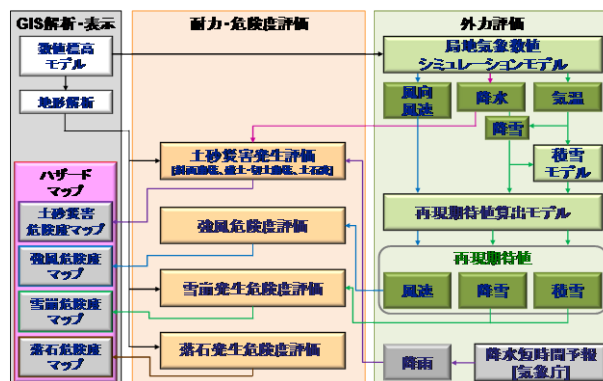 GIS解析・表示
数値標高
モデル
地形解析
ハザード
マップ
土砂災害
危険度マップ
強風危険度
マップ
雪崩危険度
マップ
落石危険度
マップ
耐力・危険度評価
土砂災害発生評価
強風危険度評価
雪崩発生危険度評価
落石発生危険度評価
外力評価
局地気象数値
シミュレーションモデル
風向
風速
降水
気温
降雪
積雪
モデル
再現期待値算出モデル
再現期待値
風速
降雪
積雪
降雨
降水短時間予報
[気象庁]